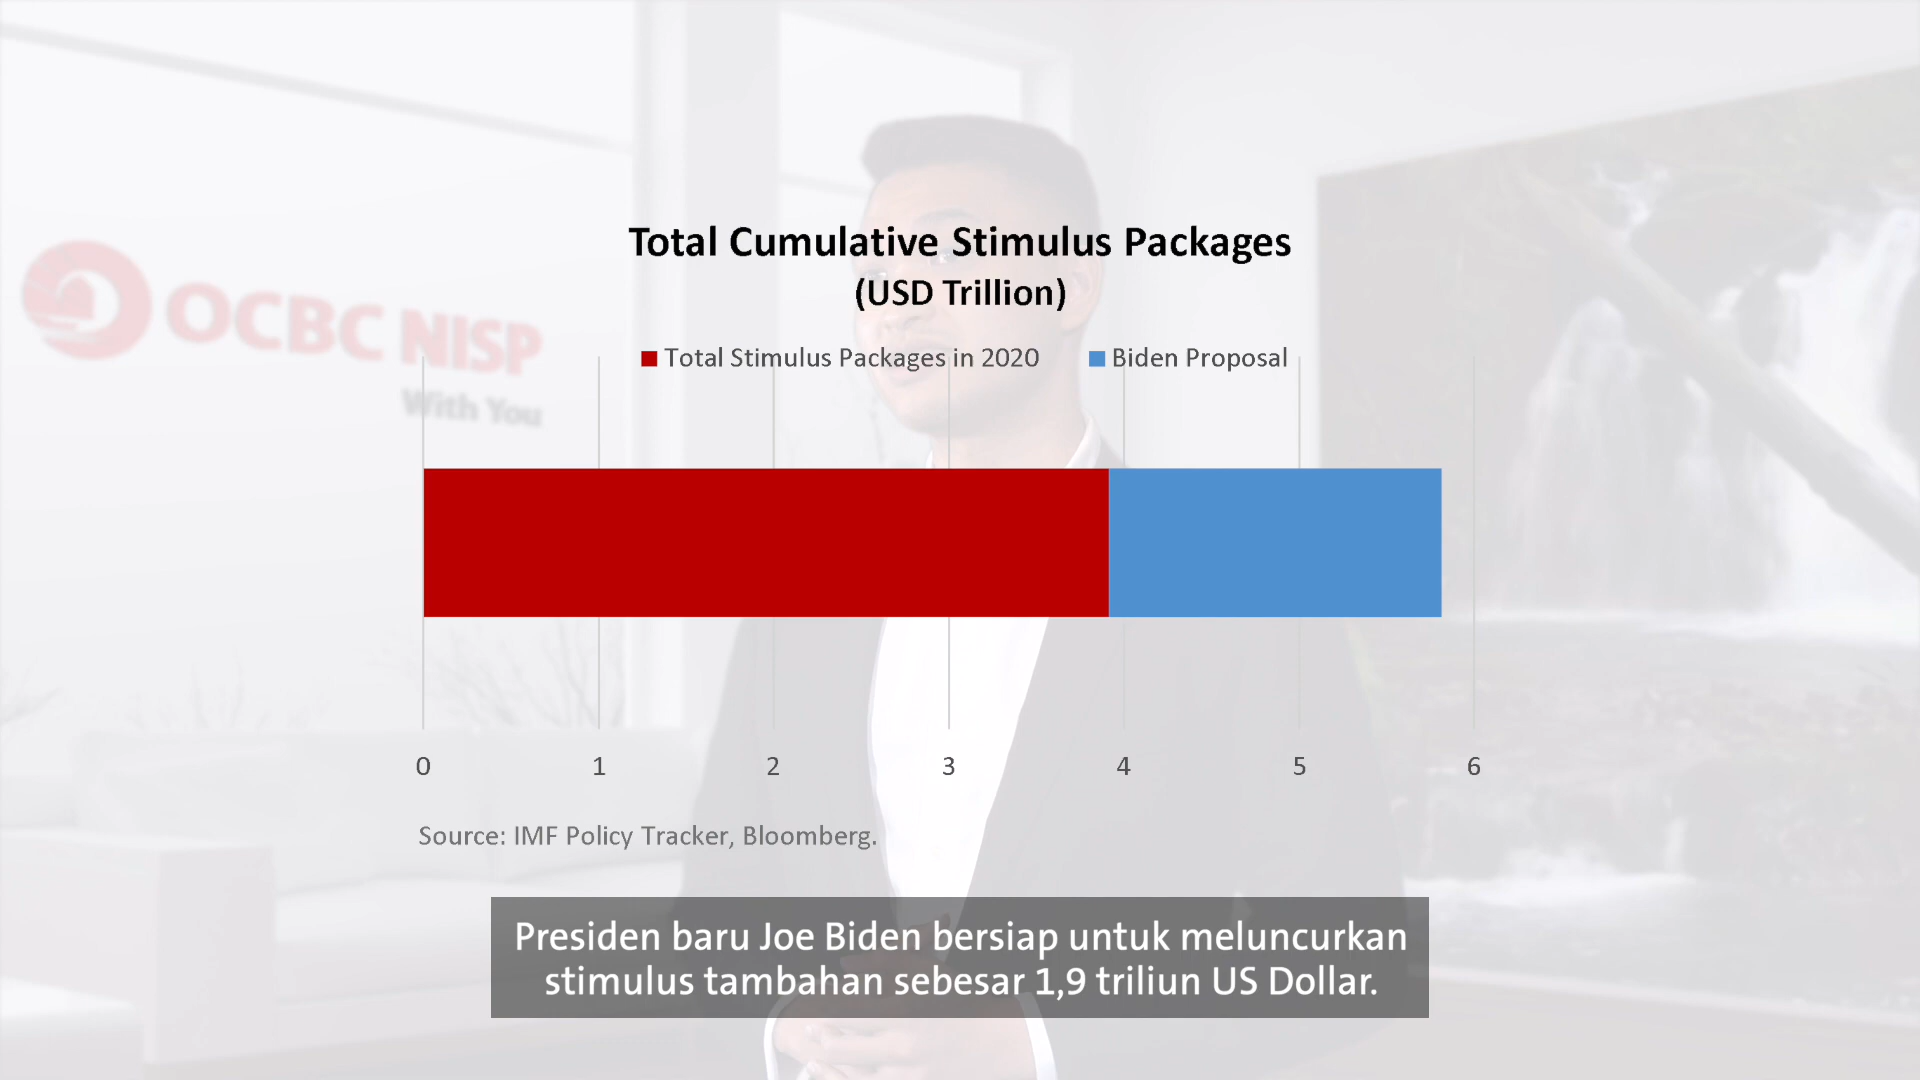 Total Cumulative Stimulus Packages
(USD Trillion)
OCBC NISP
With You
Total Stimulus Packages in 2020
Biden Proposal
0 1 2 3 4 5 6
Source: IMF Policy Tracker, Bloomberg.
Presiden baru Joe Biden bersiap untuk meluncurkan
stimulus tambahan sebesar 1,9 triliun US Dollar.